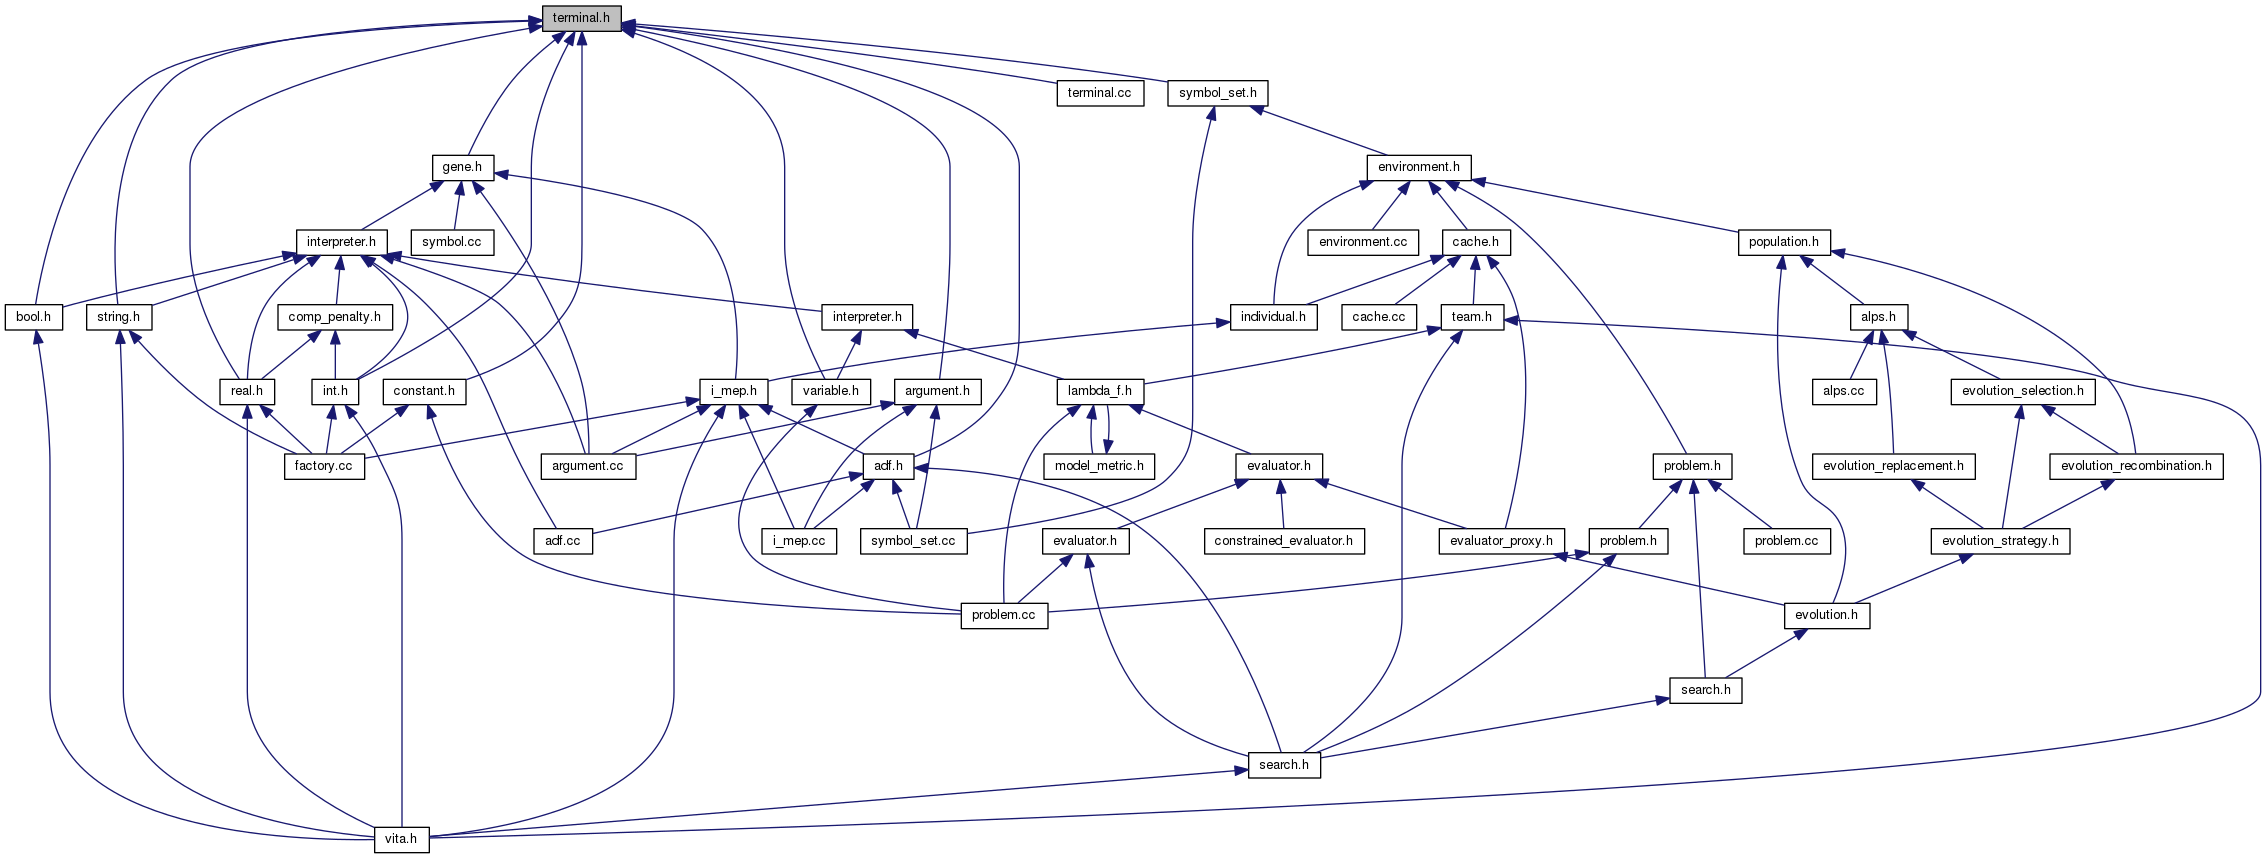 terminal.h
terminal.cc
symbol_set.h
gene.h
environment.h
interpreter.h
symbol.cc
environment.cc
cache.h
population.h
bool.h
string.h
comp_penalty.h
interpreter.h
individual.h
cache.cc
team.h
alps.h
real.h
int.h
constant.h
i_mep.h
variable.h
argument.h
lambda_f.h
alps.cc
evolution_selection.h
factory.cc
argument.cc
adf.h
model_metric.h
evaluator.h
problem.h
evolution_replacement.h
evolution_recombination.h
adf.cc
i_mep.cc
symbol_set.cc
evaluator.h
constrained_evaluator.h
evaluator_proxy.h
problem.h
problem.cc
evolution_strategy.h
problem.cc
evolution.h
search.h
search.h
vita.h